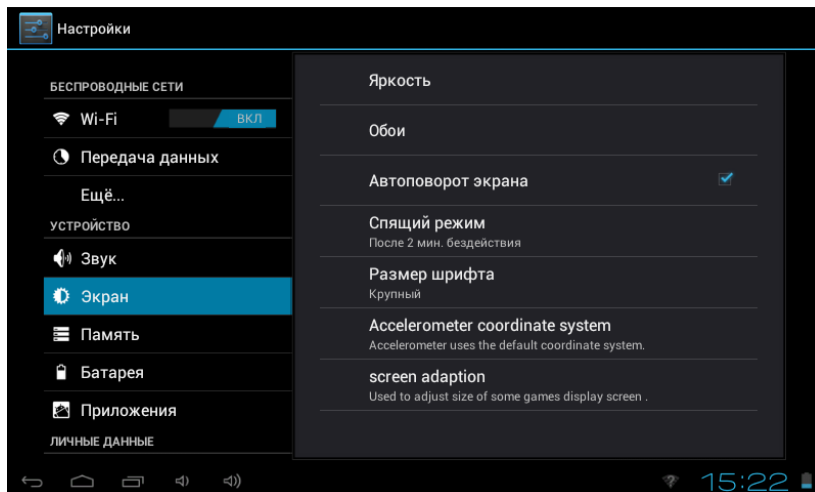 Настройки
БЕСПРОВОДНЫЕ СЕТИ
Wi-Fi
ВКЛ
Передача данных
Ещё...
УСТРОЙСТВО
Звук
Экран
Память
Батарея
Приложения
ЛИЧНЫЕ ДАННЫЕ
Яркость
Обои
Автоповорот экрана
Спящий режим
После 2 мин. бездействия
Размер шрифта
Крупный
Accelerometer coordinate system
Accelerometer uses the default coordinate system.
screen adaption
Used to adjust size of some games display screen .
15:22